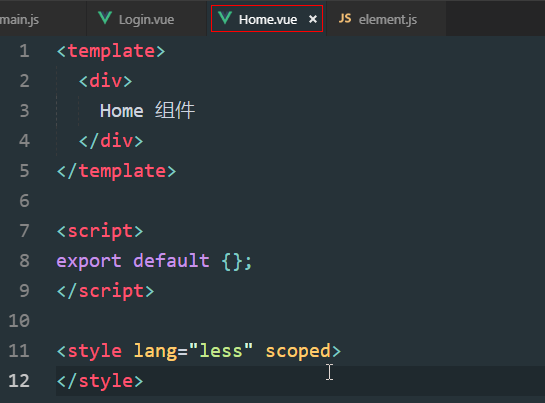 main.js Login.vue Home.vue × JS element.js
1 <template>
2 <div>
3 Home 组件
4 </div>
5 </template>
6
7 <script>
8 export default {};
9 </script>
10
11 <style lang="less" scoped>
12 </style>